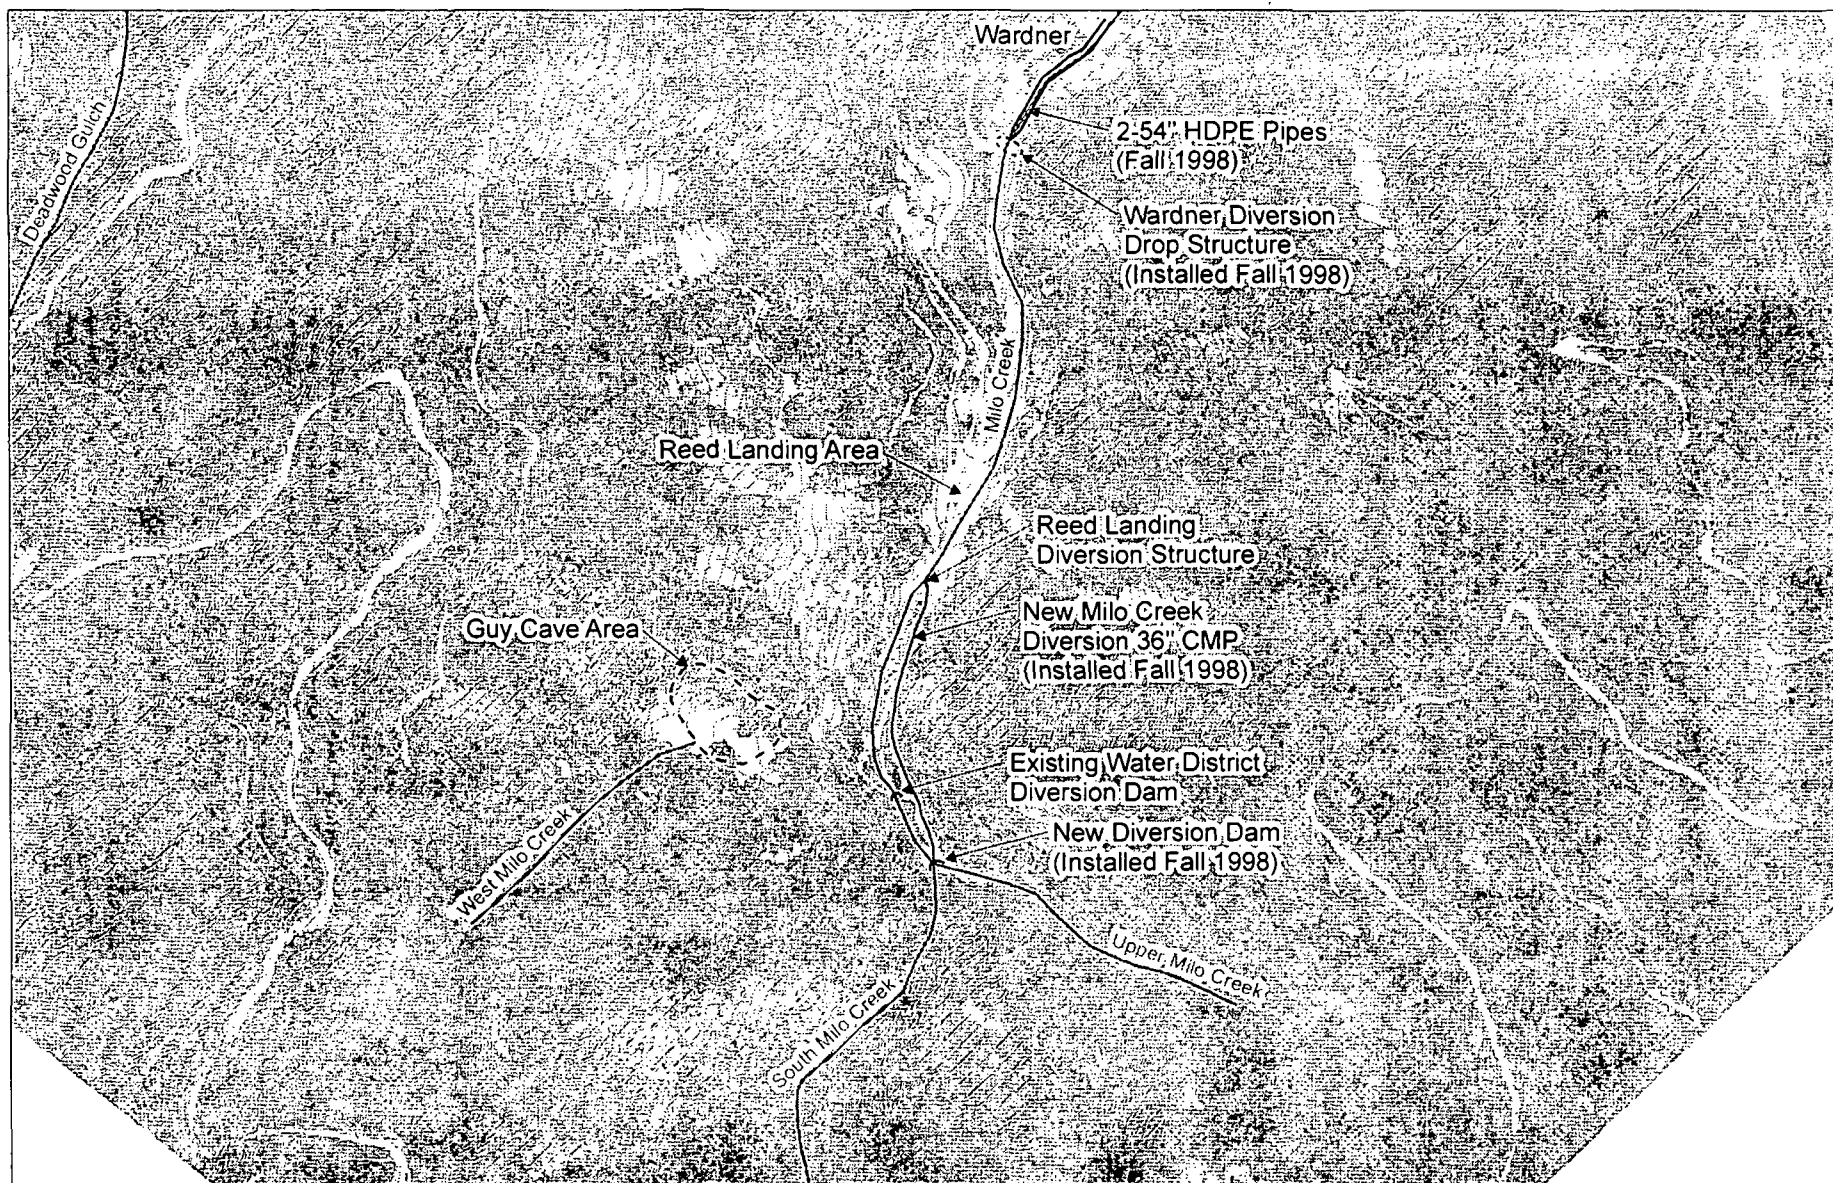 Wardner
Deadwood Gulch
2-54" HDPE Pipes
(Fall 1998)
Wardner Diversion
Drop Structure
(Installed Fall 1998)
Milo Creek
Reed Landing Area
Reed Landing
Diversion Structure
New Milo Creek
Diversion 36" CMP
(Installed Fall 1998)
Guy Cave Area
Existing Water District
Diversion Dam
New Diversion Dam
(Installed Fall 1998)
West Milo Creek
Upper Milo Creek
South Milo Creek